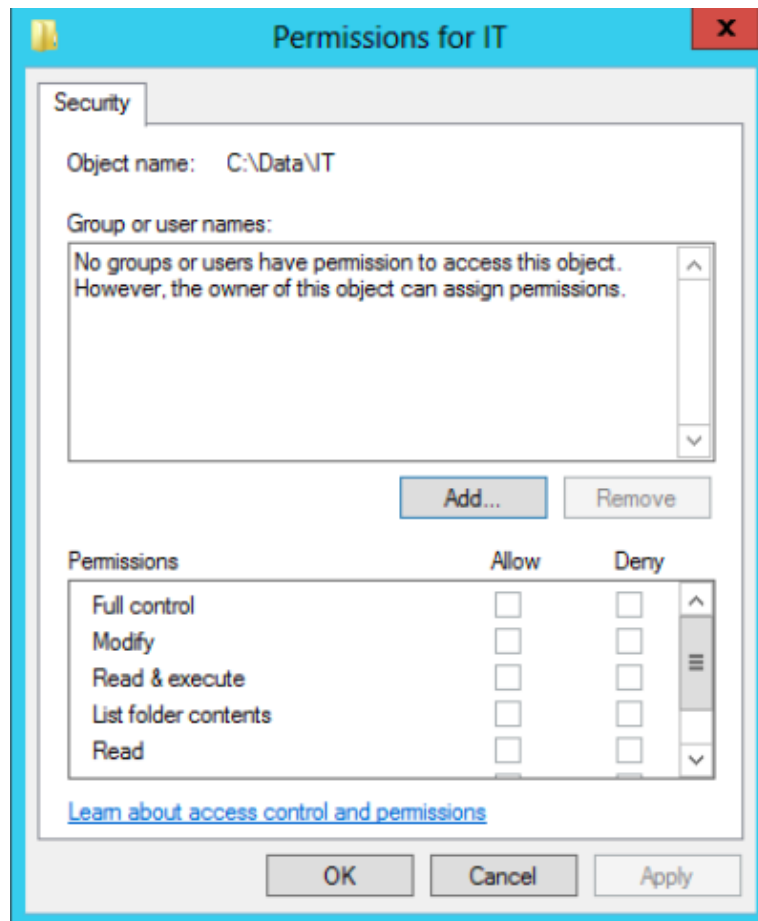 Permissions for IT
x
Security
Object name: C:\Data\IT
Group or user names:
No groups or users have permission to access this object.
However, the owner of this object can assign permissions.
Add...
Remove
Permissions Allow Deny
Full control
Modify
Read & execute
List folder contents
Read
Learn about access control and permissions
OK
Cancel
Apply